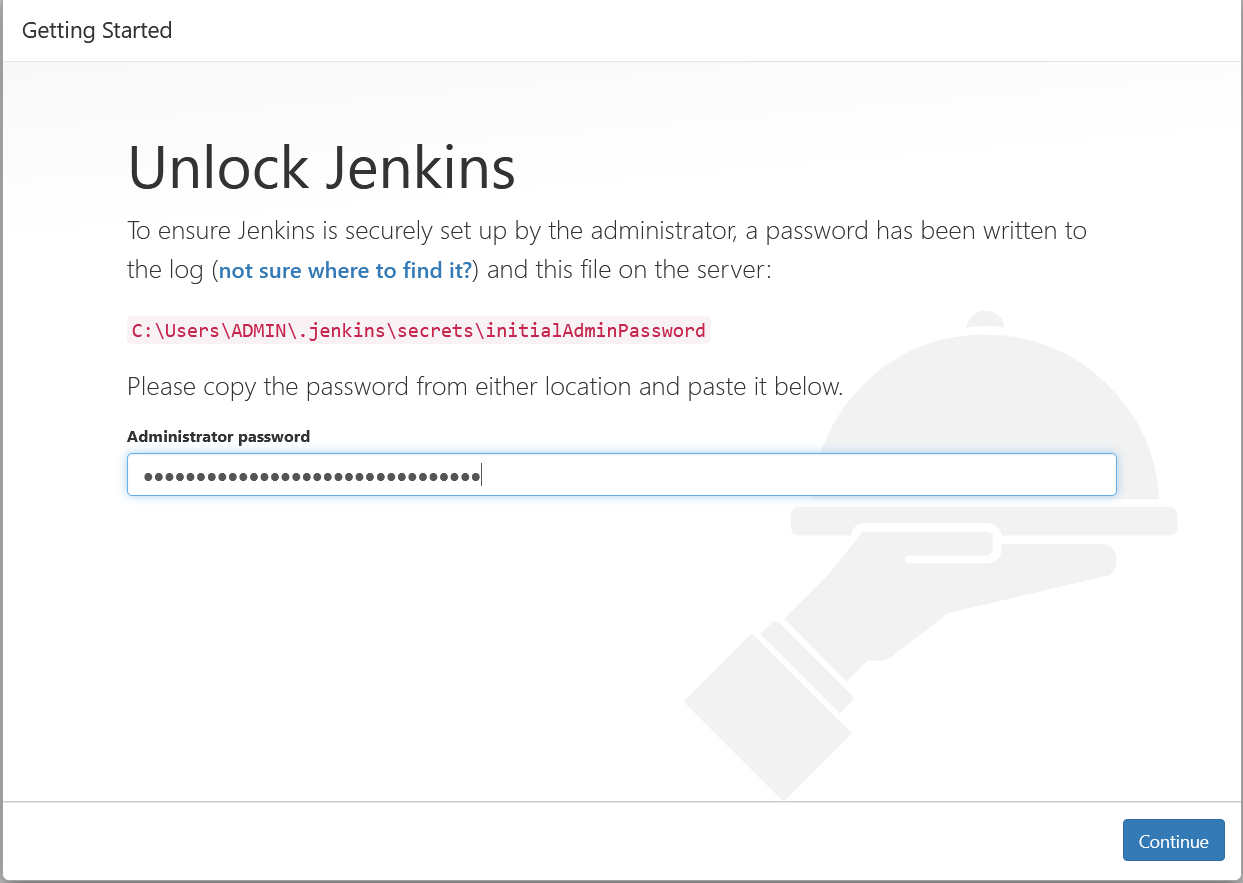 Getting Started
Unlock Jenkins
To ensure Jenkins is securely set up by the administrator, a password has been written to
the log (not sure where to find it?) and this file on the server:
C:\Users\ADMIN\.jenkins\secrets\initialAdminPassword
Please copy the password from either location and paste it below.
Administrator password
••••••••••••••••••••••••••••••••
Continue